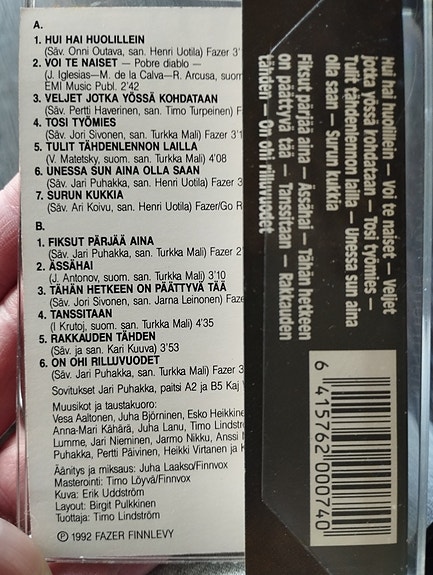 A.
1. HUI HAI HUOLILLEIN
(Säv. Onni Outava, san. Henri Uotila) Fazer 3'
2. VOI TE NAISET – Pobre diablo –
(J. Iglesias—M. de la Calva—R. Arcusa, suom
EMI Music Publ. 2'42
3. VELJET JOTKA YÖSSÄ KOHDATAAN
(Säv. Pertti Haverinen, san. Timo Turpeinen) F
4. TOSI TYÖMIES
(Säv. Jori Sivonen, san. Turkka Mali) Fazer 3'1
5. TULIT TÄHDENLENNON LAILLA
(V. Matetsky, suom. san. Turkka Mali) 4'08
6. UNESSA SUN AINA OLLA SAAN
(Säv. Jari Puhakka, san. Henri Uotila) Fazer 3
7. SURUN KUKKIA
(Säv. Ari Koivu, san. Henri Uotila) Fazer/Go R
B.
1. FIKSUT PÄRJÄÄ AINA
(Säv. Jari Puhakka, san. Turkka Mali) Fazer 2'
2. ÄSSÄHAI
(J. Antonov, suom. san. Turkka Mali) 3'10
3. TÄHÄN HETKEEN ON PÄÄTTYVÄ TÄÄ
(Säv. Jori Sivonen, san. Jarna Leinonen) Faze
4. TANSSITAAN
(I Krutoj, suom. san. Turkka Mali) 4'35
5. RAKKAUDEN TÄHDEN
(Säv. ja san. Kari Kuuva) 3'53
6. ON OHI RILLUVUODET
(Säv. Jari Puhakka, san. Turkka Mali) Fazer 3
Sovitukset Jari Puhakka, paitsi A2 ja B5 Kaj
Muusikot ja taustakuoro:
Vesa Aaltonen, Juha Björninen, Esko Heikkine
Anna-Mari Kähärä, Juha Lanu, Timo Lindströ
Lumme, Jari Nieminen, Jarmo Nikku, Anssi
Puhakka, Pertti Päivinen, Heikki Virtanen ja K
Äänitys ja miksaus: Juha Laakso/Finnvox
Masterointi: Timo Löyvä/Finnvox
Kuva: Erik Uddström
Layout: Birgit Pulkkinen
Tuottaja: Timo Lindström
Ⓟ 1992 FAZER FINNLEVY
Hui hai huolillein – Voi te naiset – Veljet
jotka yössä kohdataan – Tosi työmies –
Tulit tähdenlennon lailla – Unessa sun aina
olla saan – Surun kukkia
Fiksut pärjää aina – Ässähai – Tähän hetkeen
on päättyvä tää – Tanssitaan – Rakkauden
tähden – On ohi rilluvuodet
6 415762 000740